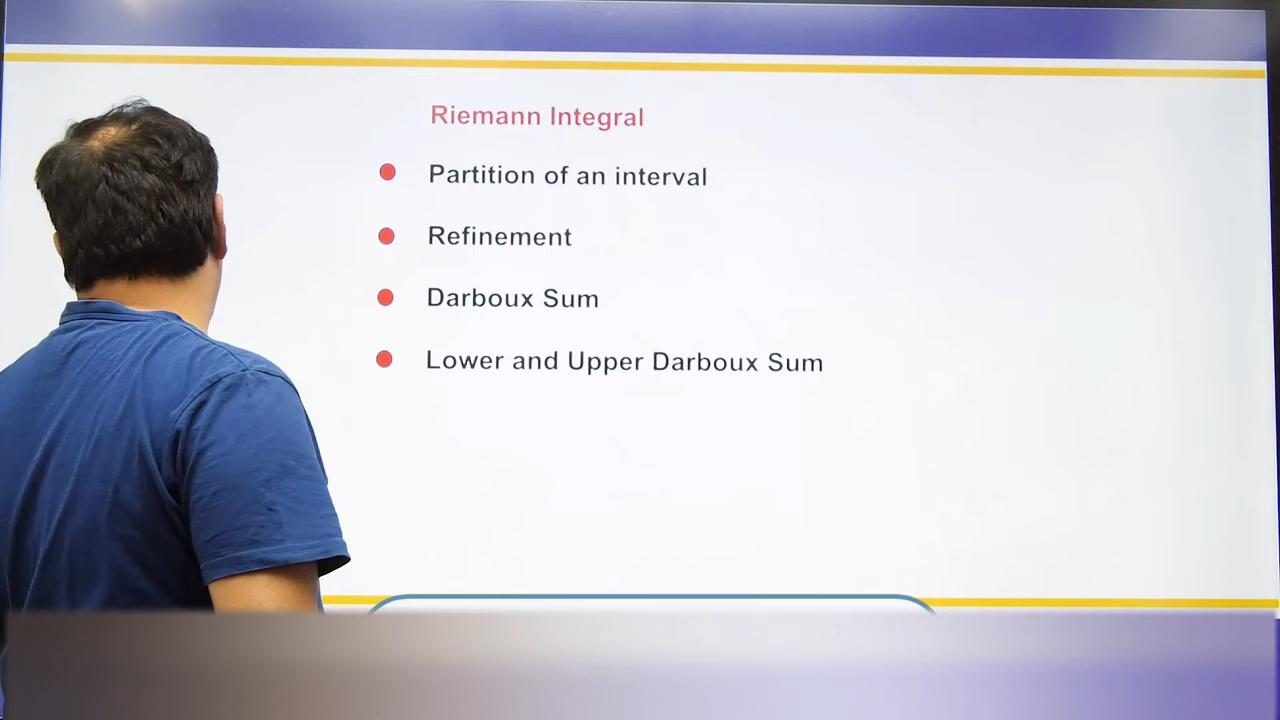 Riemann Integral
Partition of an interval
Refinement
Darboux Sum
Lower and Upper Darboux Sum